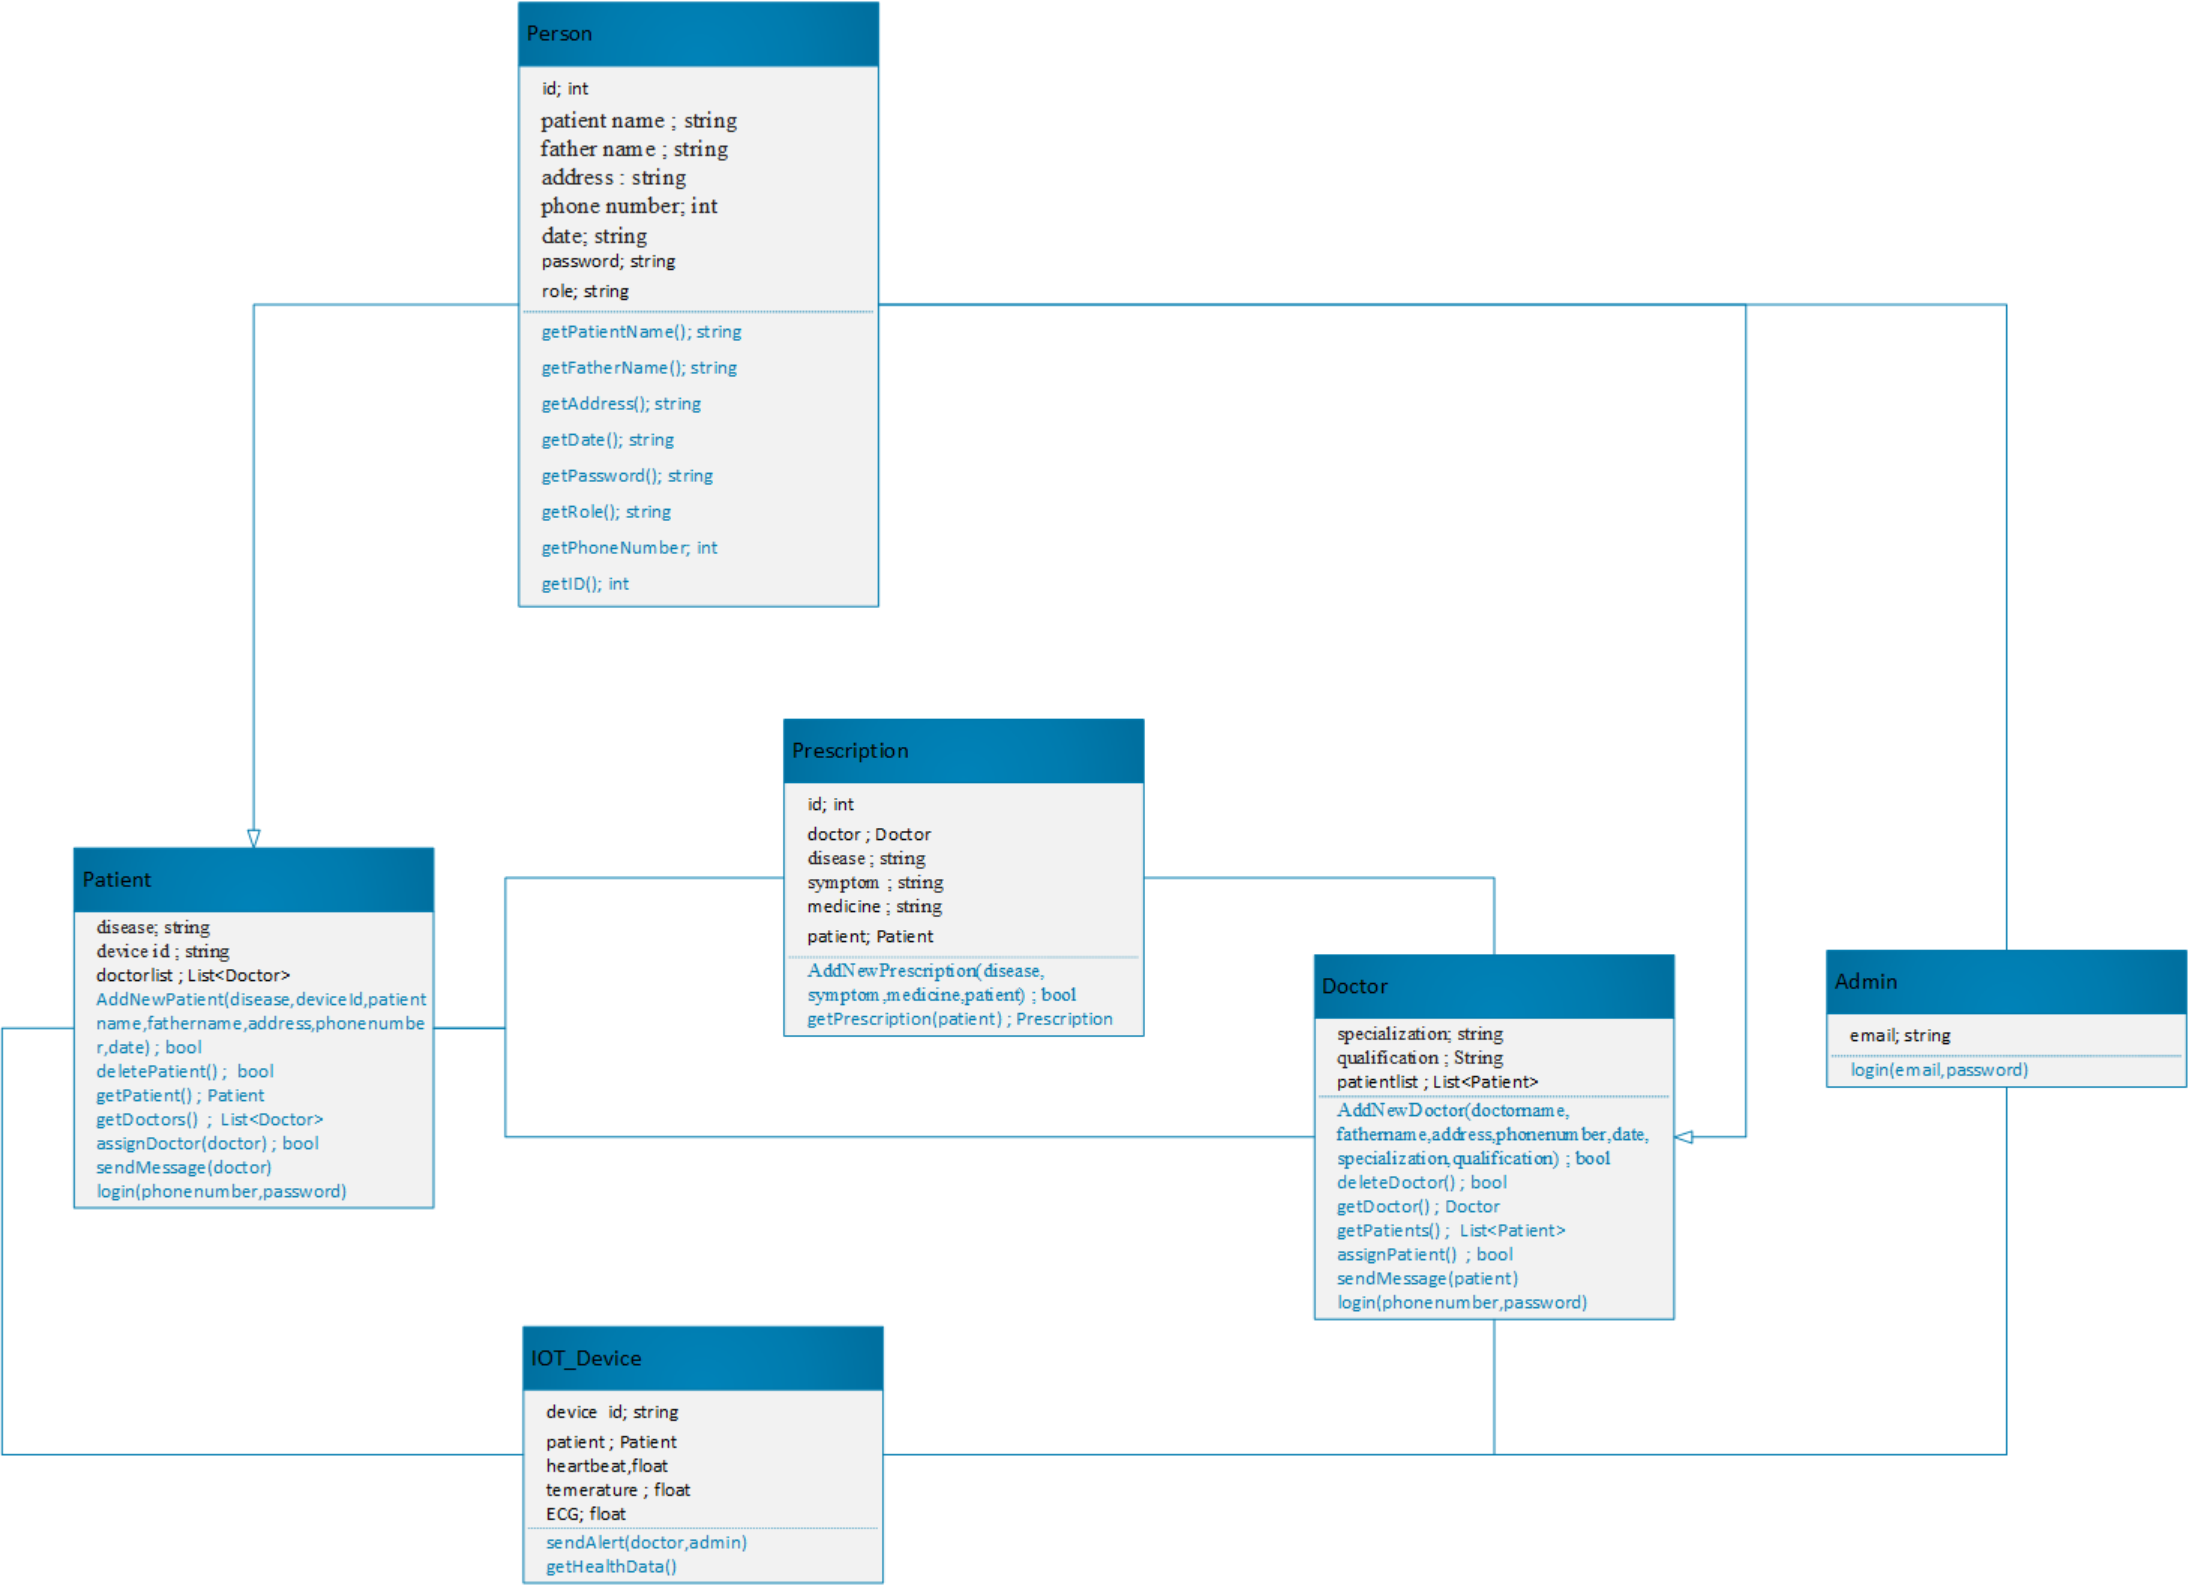 Person
id; int
patient name ; string
father name ; string
address : string
phone number; int
date; string
password; string
role; string
getPatientName(); string
getFatherName(); string
getAddress(); string
getDate(); string
getPassword(); string
getRole(); string
getPhoneNumber; int
getID(); int
Prescription
id; int
doctor ; Doctor
disease ; string
symptom ; string
medicine ; string
patient; Patient
AddNewPrescription(disease,
symptom,medicine,patient) ; bool
getPrescription(patient) ; Prescription
Patient
disease; string
device id ; string
doctorlist ; List<Doctor>
AddNewPatient(disease,deviceId,patient
name,fathername,address,phonenumbe
r,date) ; bool
deletePatient() ; bool
getPatient() ; Patient
getDoctors() ; List<Doctor>
assignDoctor(doctor) ; bool
sendMessage(doctor)
login(phonenumber,password)
Doctor
specialization; string
qualification ; String
patientlist ; List<Patient>
AddNewDoctor(doctorname,
fathername,address,phonenumber,date,
specialization,qualification) ; bool
deleteDoctor() ; bool
getDoctor() ; Doctor
getPatients() ; List<Patient>
assignPatient() ; bool
sendMessage(patient)
login(phonenumber,password)
Admin
email; string
login(email,password)
IOT_Device
device id; string
patient ; Patient
heartbeat,float
temerature ; float
ECG; float
sendAlert(doctor,admin)
getHealthData()